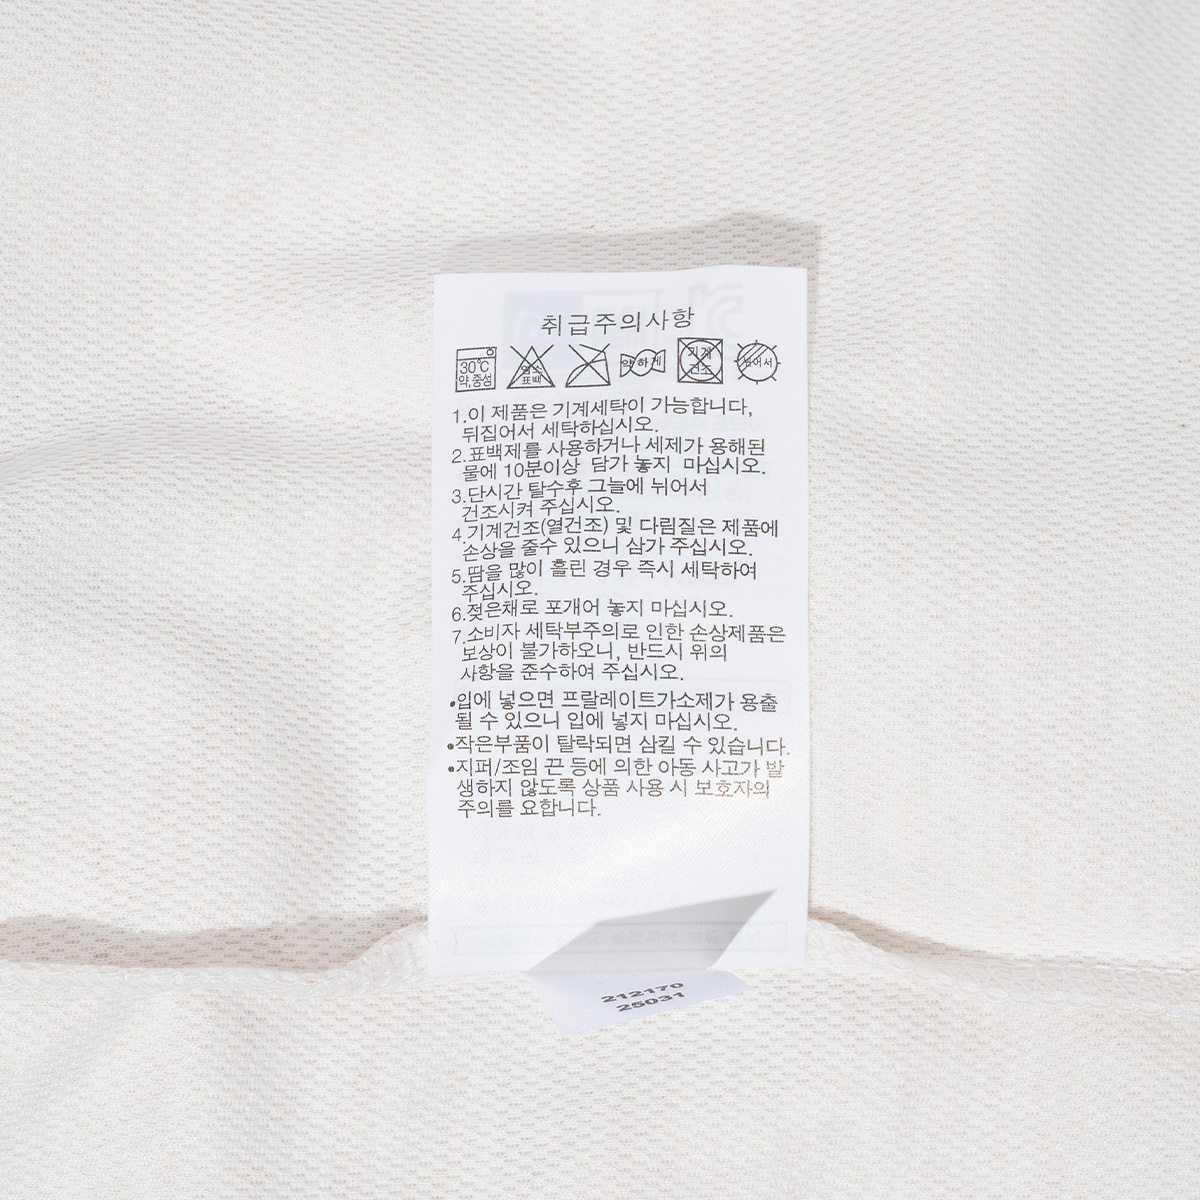 취급주의사항
30℃
약,중성
염소
표백
약하게
기계
건조
뉘어서
1.이 제품은 기계세탁이 가능합니다,
뒤집어서 세탁하십시오.
2.표백제를 사용하거나 세제가 용해된
물에 10분이상 담가 놓지 마십시오.
3.단시간 탈수후 그늘에 뉘어서
건조시켜 주십시오.
4.기계건조(열건조) 및 다림질은 제품에
손상을 줄수 있으니 삼가 주십시오.
5.땀을 많이 흘린 경우 즉시 세탁하여
주십시오.
6.젖은채로 포개어 놓지 마십시오.
7.소비자 세탁부주의로 인한 손상제품은
보상이 불가하오니, 반드시 위의
사항을 준수하여 주십시오.
•입에 넣으면 프탈레이트가소제가 용출
될 수 있으니 입에 넣지 마십시오.
•작은부품이 탈락되면 삼킬 수 있습니다.
•지퍼/조임 끈 등에 의한 아동 사고가 발
생하지 않도록 상품 사용 시 보호자의
주의를 요합니다.
212170
25031